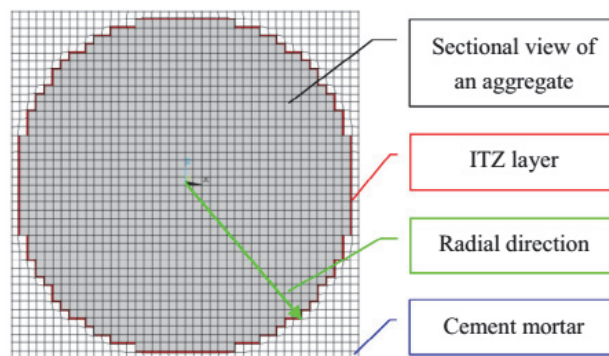 Sectional view of
an aggregate
ITZ layer
Radial direction
Cement mortar